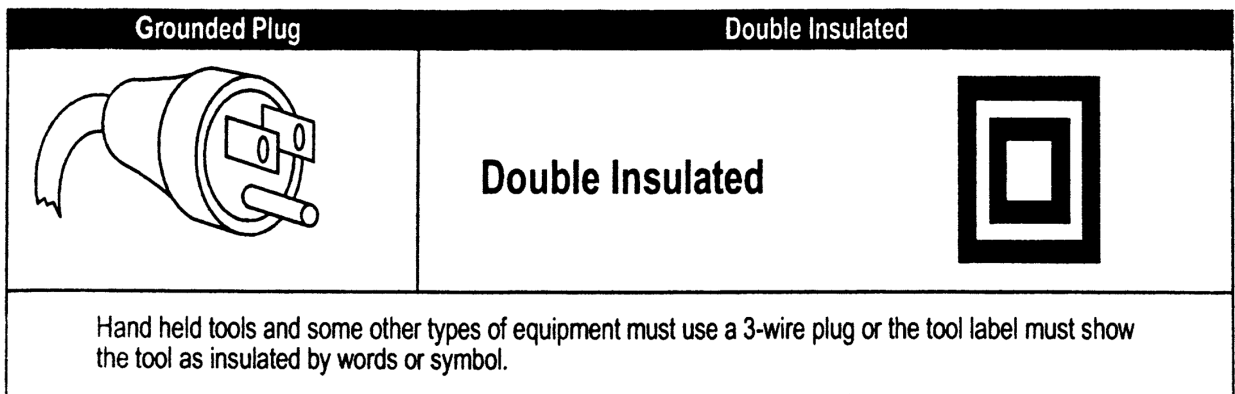 Grounded Plug
Double Insulated
Double Insulated
Hand held tools and some other types of equipment must use a 3-wire plug or the tool label must show
the tool as insulated by words or symbol.